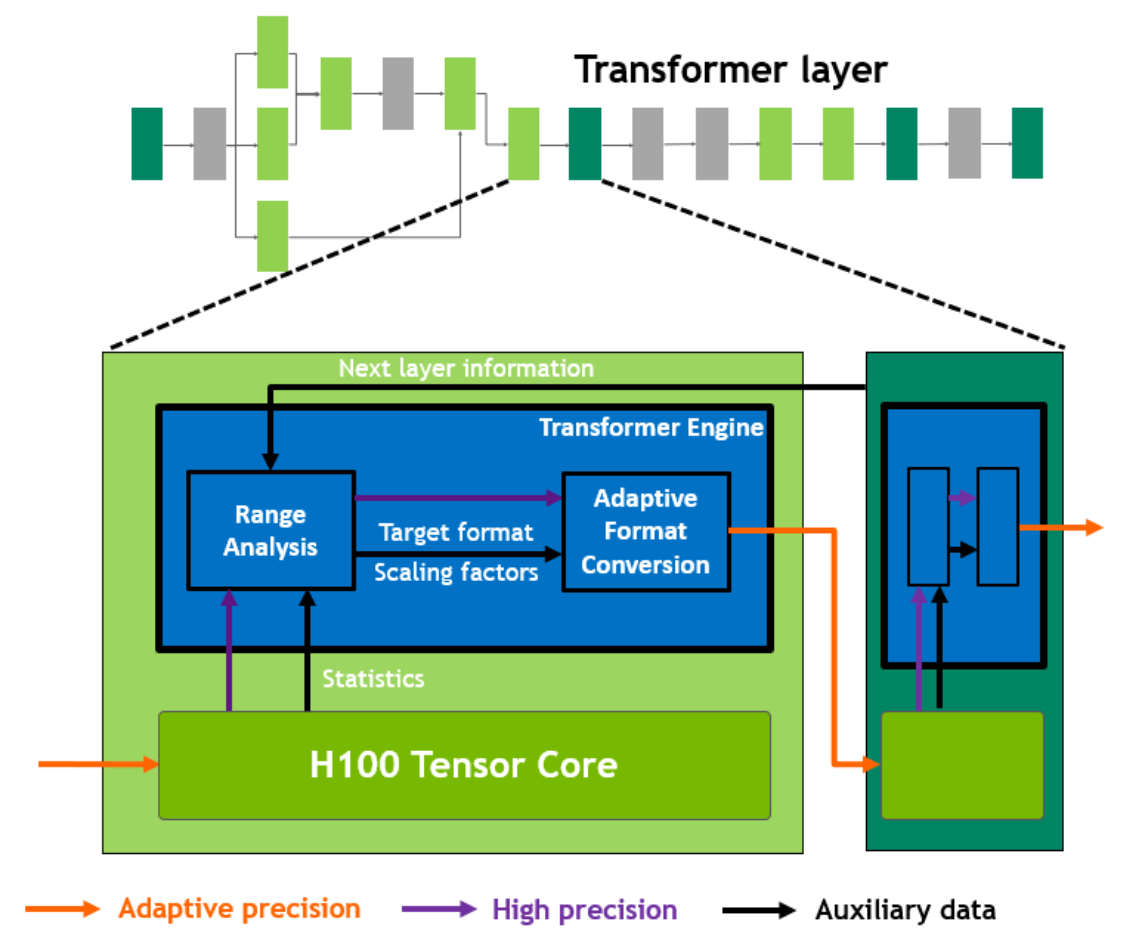 Transformer layer
Next layer information
Transformer Engine
Range
Analysis
Target format
Scaling factors
Adaptive
Format
Conversion
Statistics
H100 Tensor Core
Adaptive precision
High precision
Auxiliary data